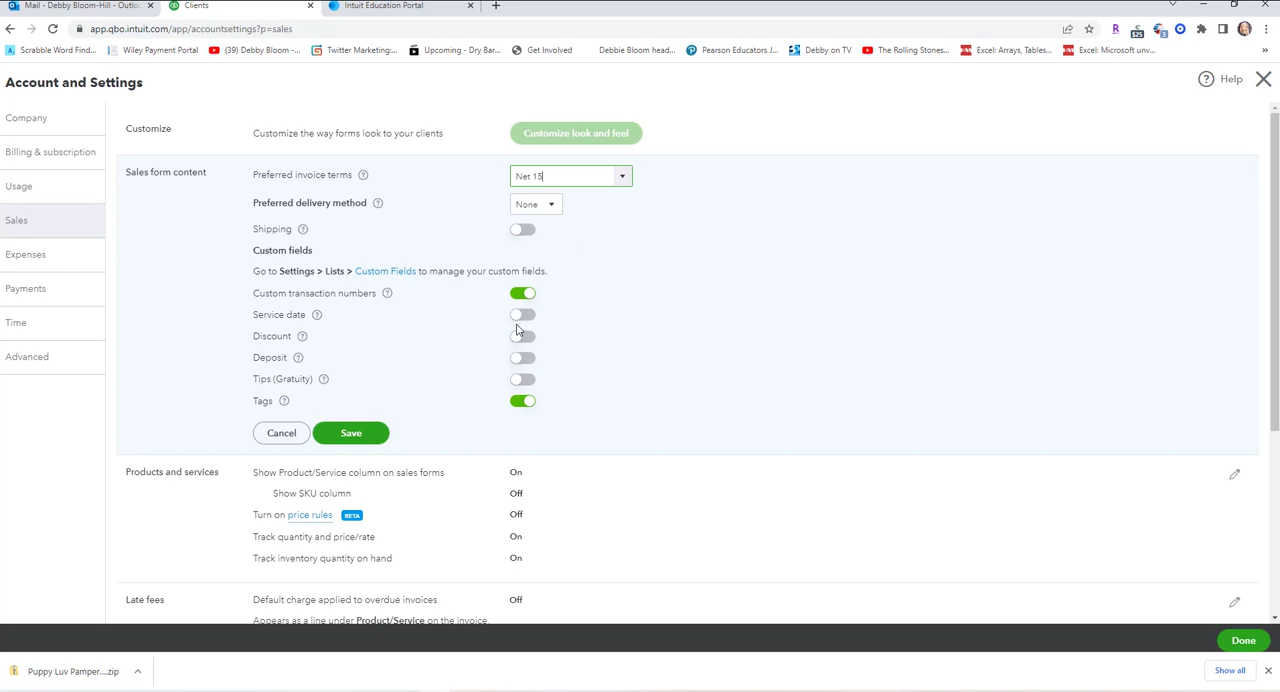 Mail - Debby Bloom-Hill - Outlo
Clients
Intuit Education Portal
app.qbo.intuit.com/app/accountsettings?p=sales
Scrabble Word Find...
Wiley Payment Portal
(39) Debby Bloom -...
Twitter Marketing:...
Upcoming - Dry Bar...
Get Involved
Debbie Bloom head...
Pearson Educators J...
Debby on TV
The Rolling Stones...
Excel: Arrays, Tables...
Excel: Microsoft unv...
»
Account and Settings
Help
Company
Billing & subscription
Usage
Sales
Expenses
Payments
Time
Advanced
Customize
Customize the way forms look to your clients
Customize look and feel
Sales form content
Preferred invoice terms ?
Net 15
Preferred delivery method ?
None
Shipping ?
Custom fields
Go to Settings > Lists > Custom Fields to manage your custom fields.
Custom transaction numbers ?
Service date ?
Discount ?
Deposit ?
Tips (Gratuity) ?
Tags ?
Cancel
Save
Products and services
Show Product/Service column on sales forms On
Show SKU column Off
Turn on price rules BETA Off
Track quantity and price/rate On
Track inventory quantity on hand On
Late fees
Default charge applied to overdue invoices Off
Appears as a line under Product/Service on the invoice.
Done
Puppy Luv Pamper....zip
Show all